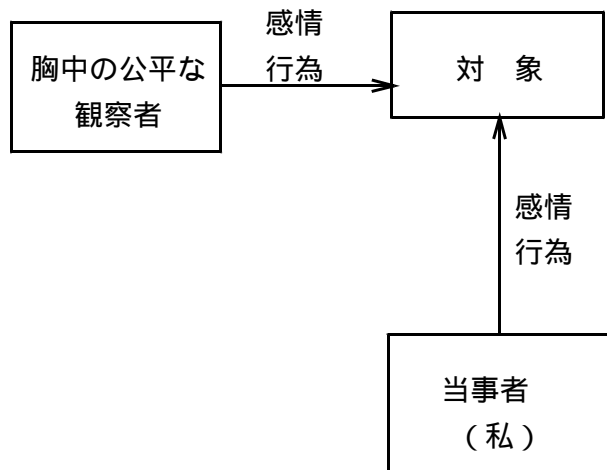 感情
行為
胸中の公平な
観察者
対 象
感情
行為
当事者
(私)